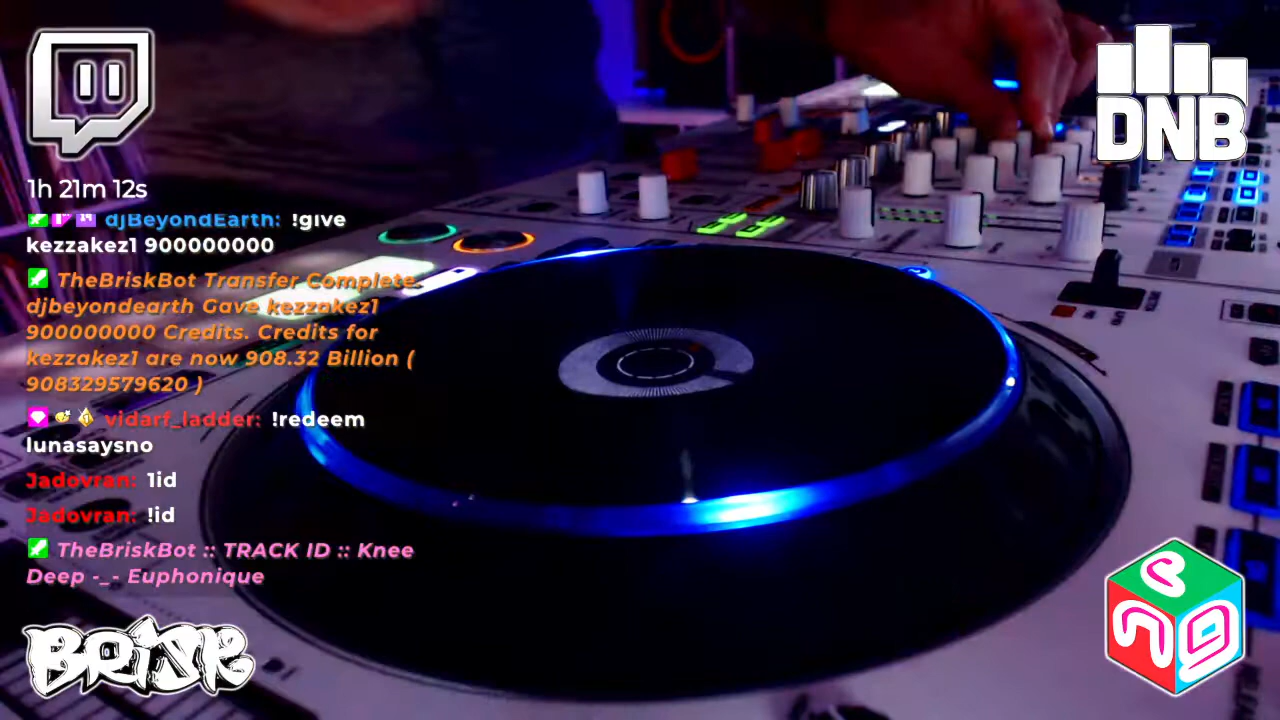 DNB
1h 21m 12s
djBeyondEarth: !give
kezzakez1 900000000
TheBriskBot Transfer Complete.
djbeyondearth Gave kezzakez1
900000000 Credits. Credits for
kezzakez1 are now 908.32 Billion (
908329579620 )
vidarf_ladder: !redeem
lunasaysno
Jadovran: 1id
Jadovran: !id
TheBriskBot :: TRACK ID :: Knee
Deep -_- Euphonique
BRISK